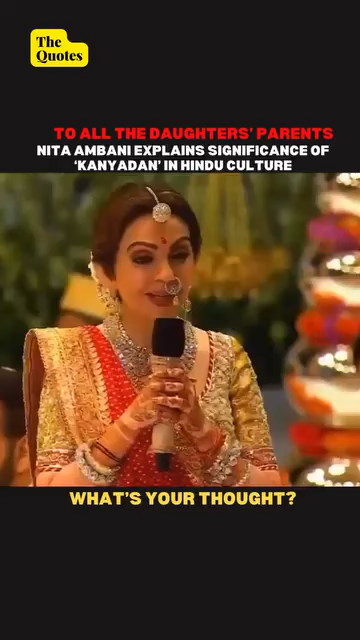 The
Quotes
TO ALL THE DAUGHTERS' PARENTS
NITA AMBANI EXPLAINS SIGNIFICANCE OF
‘KANYADAN’ IN HINDU CULTURE
WHAT'S YOUR THOUGHT?